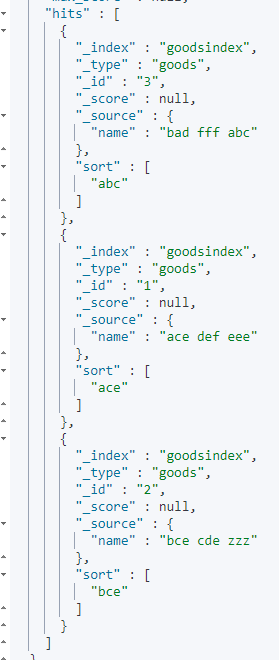 "hits" : [
{
"_index" : "goodsindex",
"_type" : "goods",
"_id" : "3",
"_score" : null,
"_source" : {
"name" : "bad fff abc"
},
"sort" : [
"abc"
]
},
{
"_index" : "goodsindex",
"_type" : "goods",
"_id" : "1",
"_score" : null,
"_source" : {
"name" : "ace def eee"
},
"sort" : [
"ace"
]
},
{
"_index" : "goodsindex",
"_type" : "goods",
"_id" : "2",
"_score" : null,
"_source" : {
"name" : "bce cde zzz"
},
"sort" : [
"bce"
]
}
]